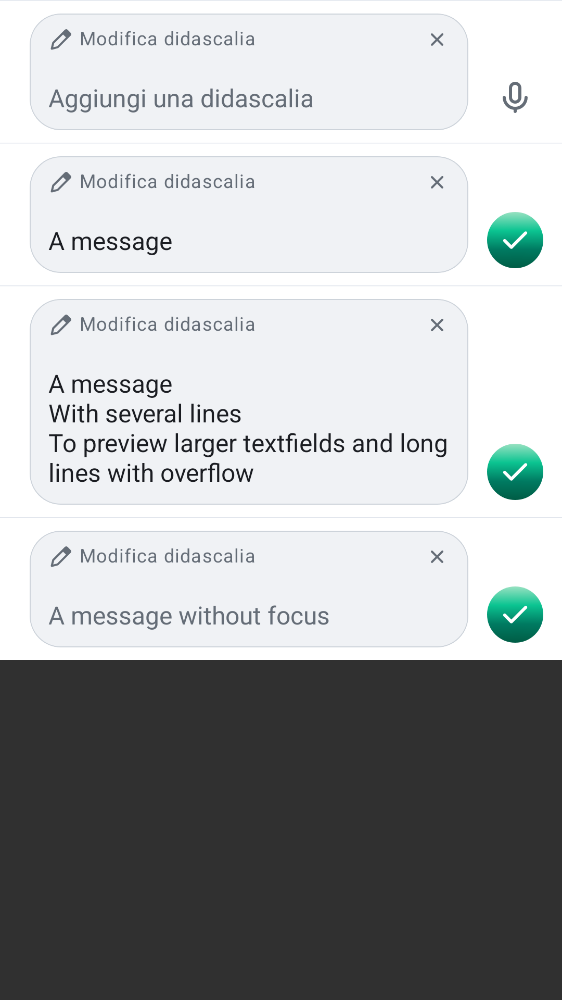 Modifica didascalia
Aggiungi una didascalia
Modifica didascalia
A message
Modifica didascalia
A message
With several lines
To preview larger textfields and long
lines with overflow
Modifica didascalia
A message without focus